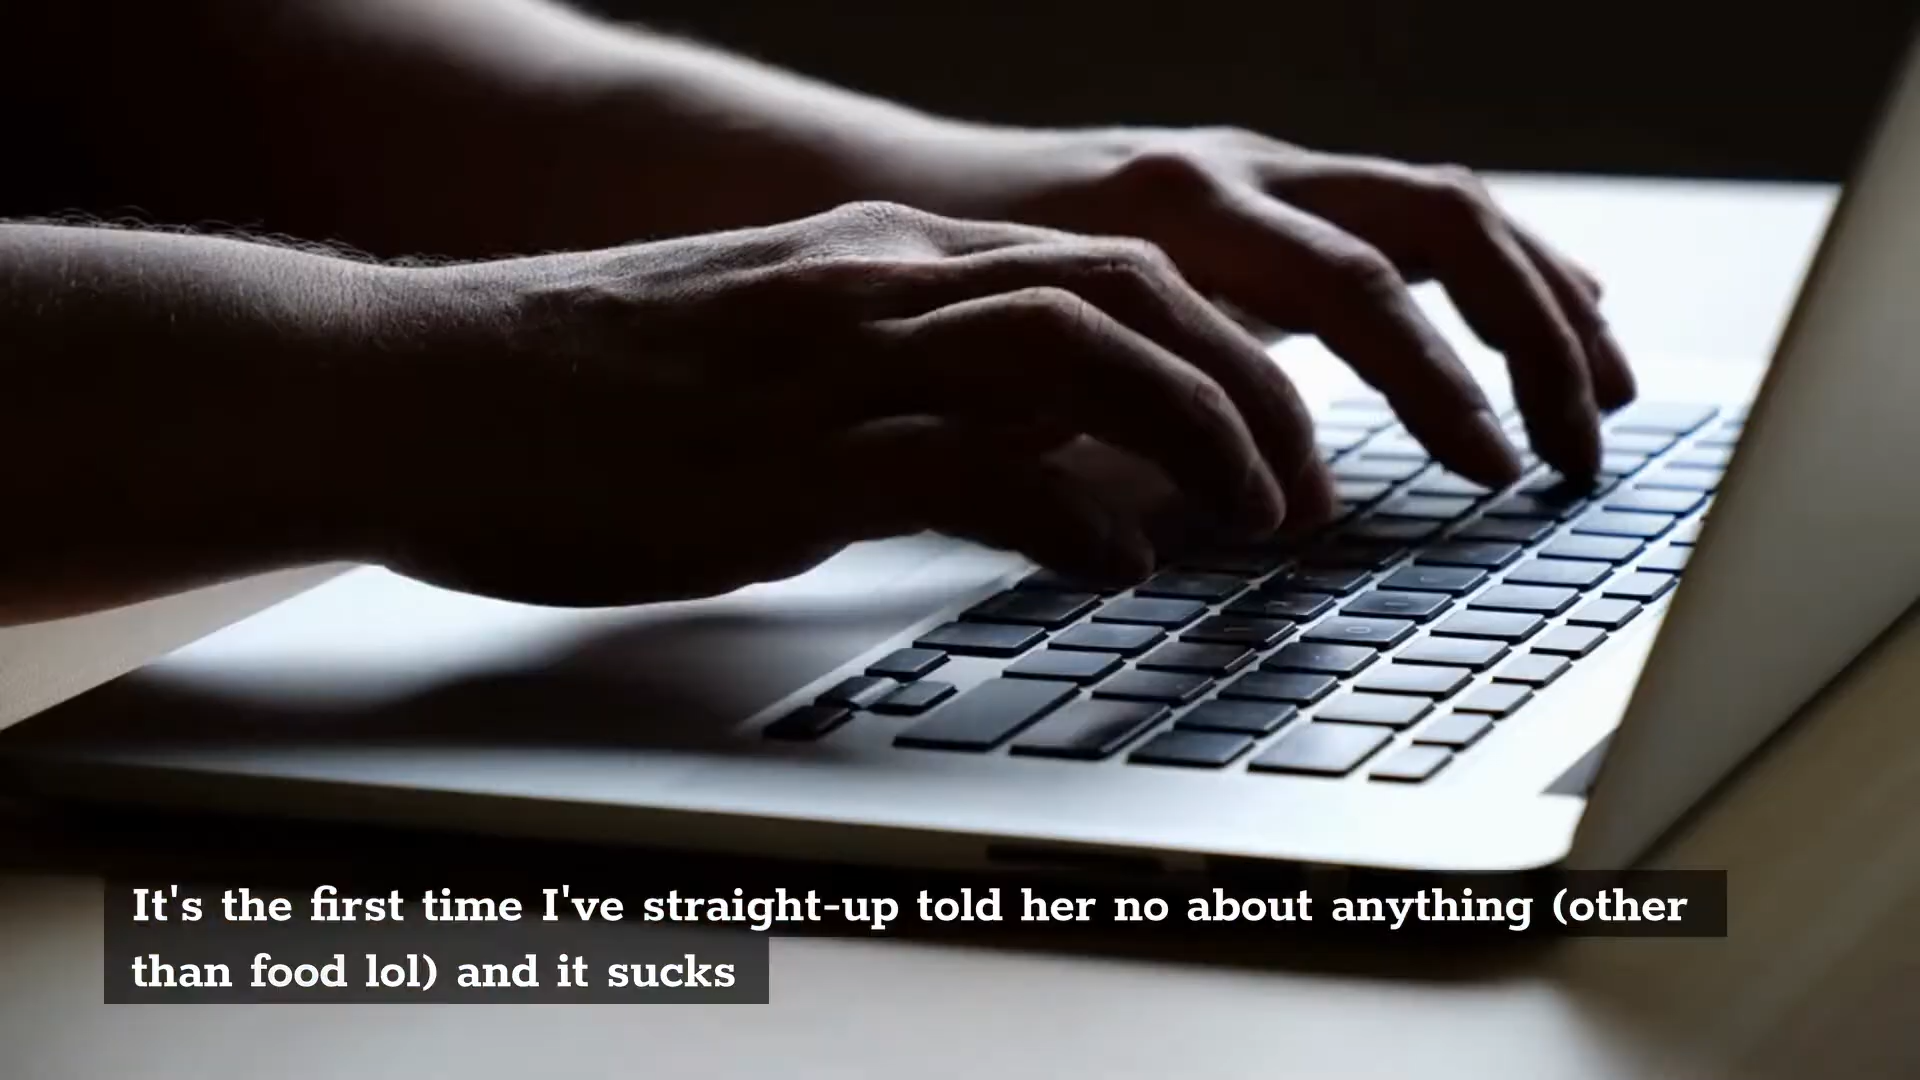 It's the first time I've straight-up told her no about anything (other
than food lol) and it sucks